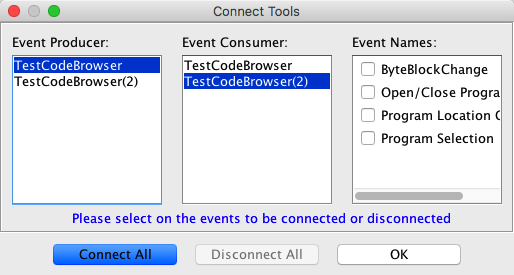 Connect Tools
Event Producer:
TestCodeBrowser
TestCodeBrowser(2)
Event Consumer:
TestCodeBrowser
TestCodeBrowser(2)
Event Names:
ByteBlockChange
Open/Close Progra
Program Location C
Program Selection
Please select on the events to be connected or disconnected
Connect All
Disconnect All
OK